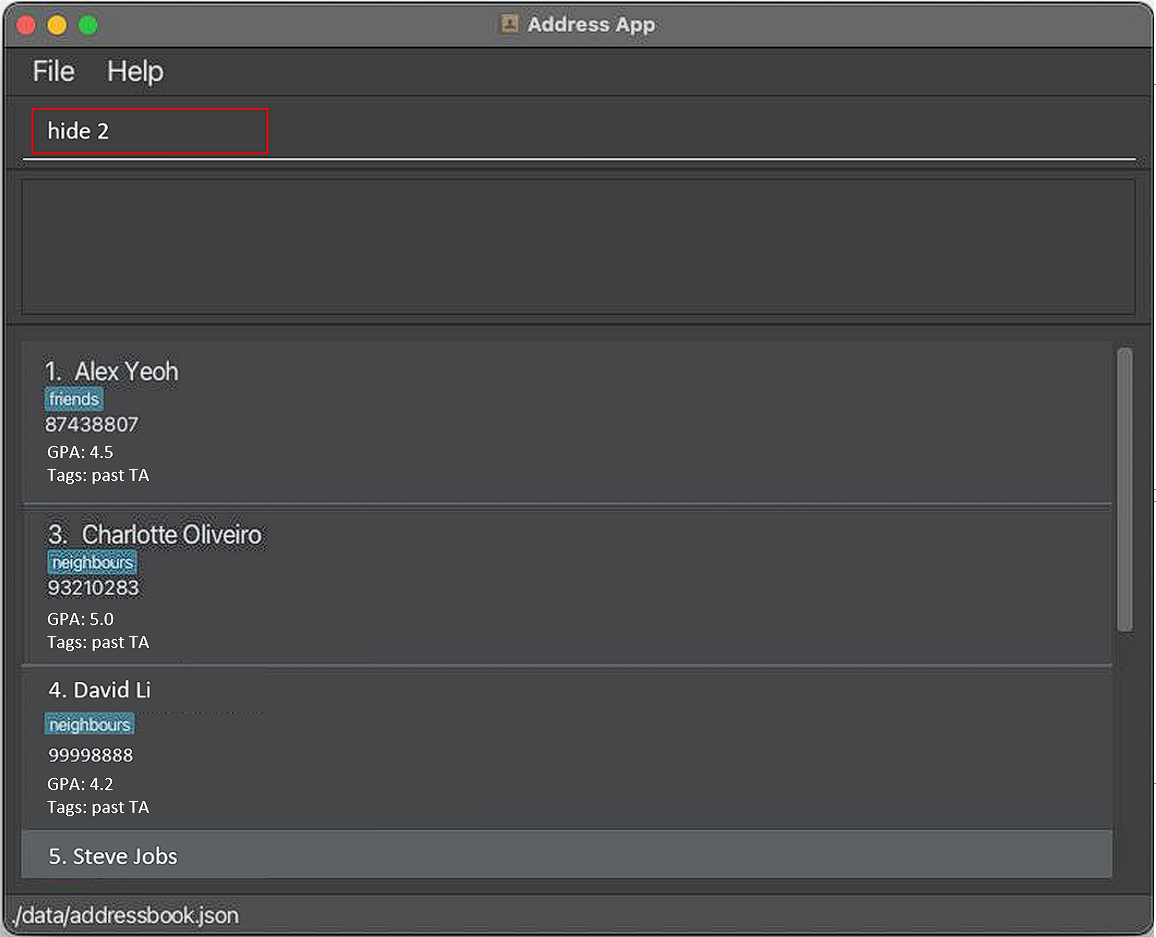 Address App
File Help
hide 2
1. Alex Yeoh
friends
87438807
GPA: 4.5
Tags: past TA
3. Charlotte Oliveiro
neighbours
93210283
GPA: 5.0
Tags: past TA
4. David Li
neighbours
99998888
GPA: 4.2
Tags: past TA
5. Steve Jobs
./data/addressbook.json